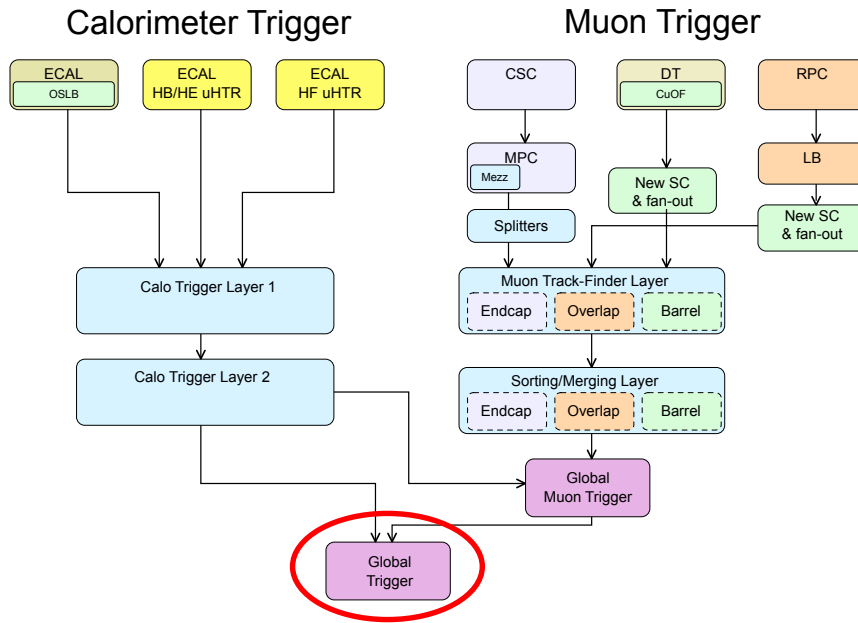 Calorimeter Trigger
Muon Trigger
ECAL
OSLB
ECAL
HB/HE uHTR
ECAL
HF uHTR
CSC
DT
CuOF
RPC
MPC
Mezz
LB
New SC
& fan-out
New SC
& fan-out
Splitters
Calo Trigger Layer 1
Muon Track-Finder Layer
Endcap
Overlap
Barrel
Calo Trigger Layer 2
Sorting/Merging Layer
Endcap
Overlap
Barrel
Global
Muon Trigger
Global
Trigger